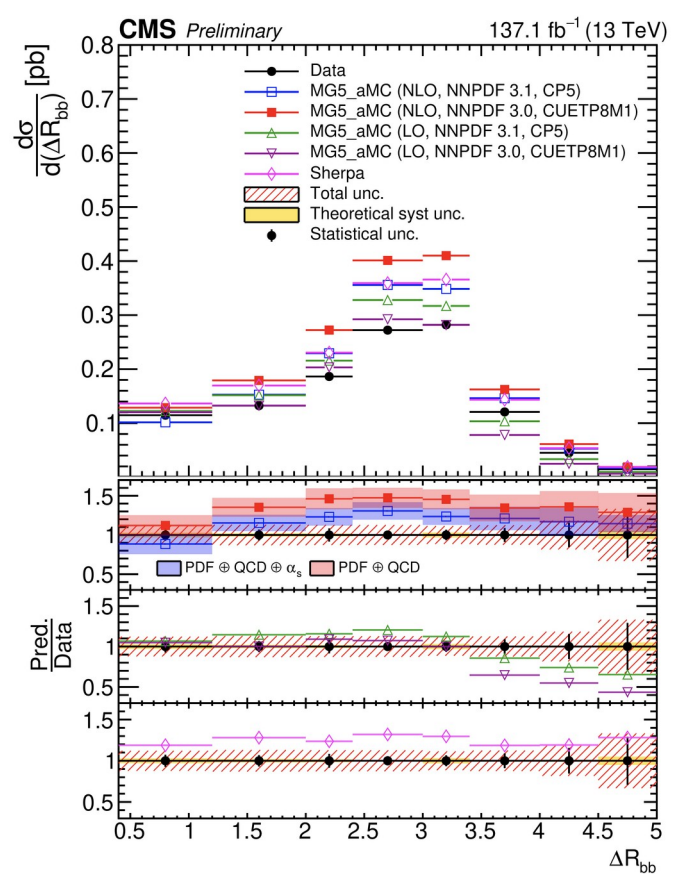 CMS Preliminary 137.1 fb⁻¹ (13 TeV)
dσ/d(ΔR_bb) [pb]
0.8
0.7
0.6
0.5
0.4
0.3
0.2
0.1
Data
MG5_aMC (NLO, NNPDF 3.1, CP5)
MG5_aMC (NLO, NNPDF 3.0, CUETP8M1)
MG5_aMC (LO, NNPDF 3.1, CP5)
MG5_aMC (LO, NNPDF 3.0, CUETP8M1)
Sherpa
Total unc.
Theoretical syst unc.
Statistical unc.
1.5
1
0.5
PDF ⊕ QCD ⊕ α_s PDF ⊕ QCD
Pred.
Data
1.5
1
0.5
1.5
1
0.5
0.5 1 1.5 2 2.5 3 3.5 4 4.5 5
ΔR_bb